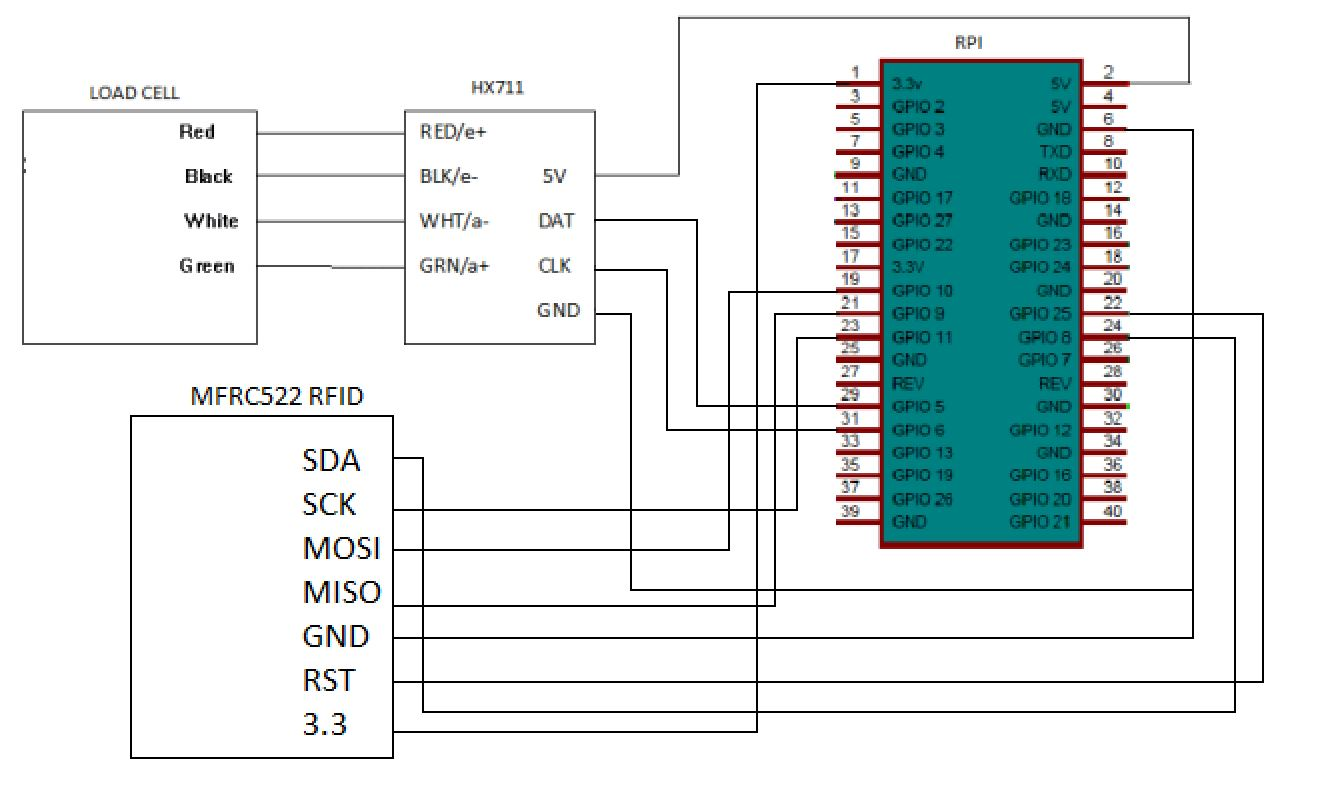 RPI
LOAD CELL
Red
Black
White
Green
HX711
RED/e+
BLK/e-
WHT/a-
GRN/a+
5V
DAT
CLK
GND
1 3.3v 5V 2
3 GPIO 2 5V 4
5 GPIO 3 GND 6
7 GPIO 4 TXD 8
9 GND RXD 10
11 GPIO 17 GPIO 18 12
13 GPIO 27 GND 14
15 GPIO 22 GPIO 23 16
17 3.3V GPIO 24 18
19 GPIO 10 GND 20
21 GPIO 9 GPIO 25 22
23 GPIO 11 GPIO 8 24
25 GND GPIO 7 26
27 REV REV 28
29 GPIO 5 GND 30
31 GPIO 6 GPIO 12 32
33 GPIO 13 GND 34
35 GPIO 19 GPIO 16 36
37 GPIO 26 GPIO 20 38
39 GND GPIO 21 40
MFRC522 RFID
SDA
SCK
MOSI
MISO
GND
RST
3.3